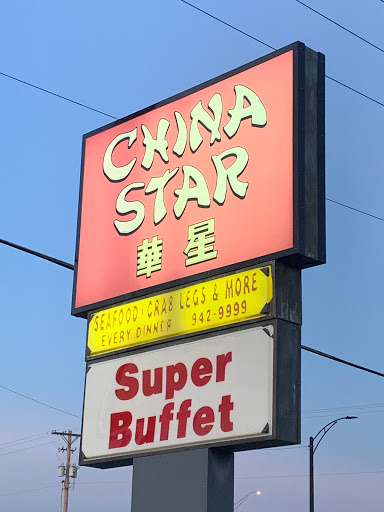 CHINA
STAR
華星
SEAFOOD CRAB LEGS & MORE
EVERY DINNER 942-9999
Super
Buffet